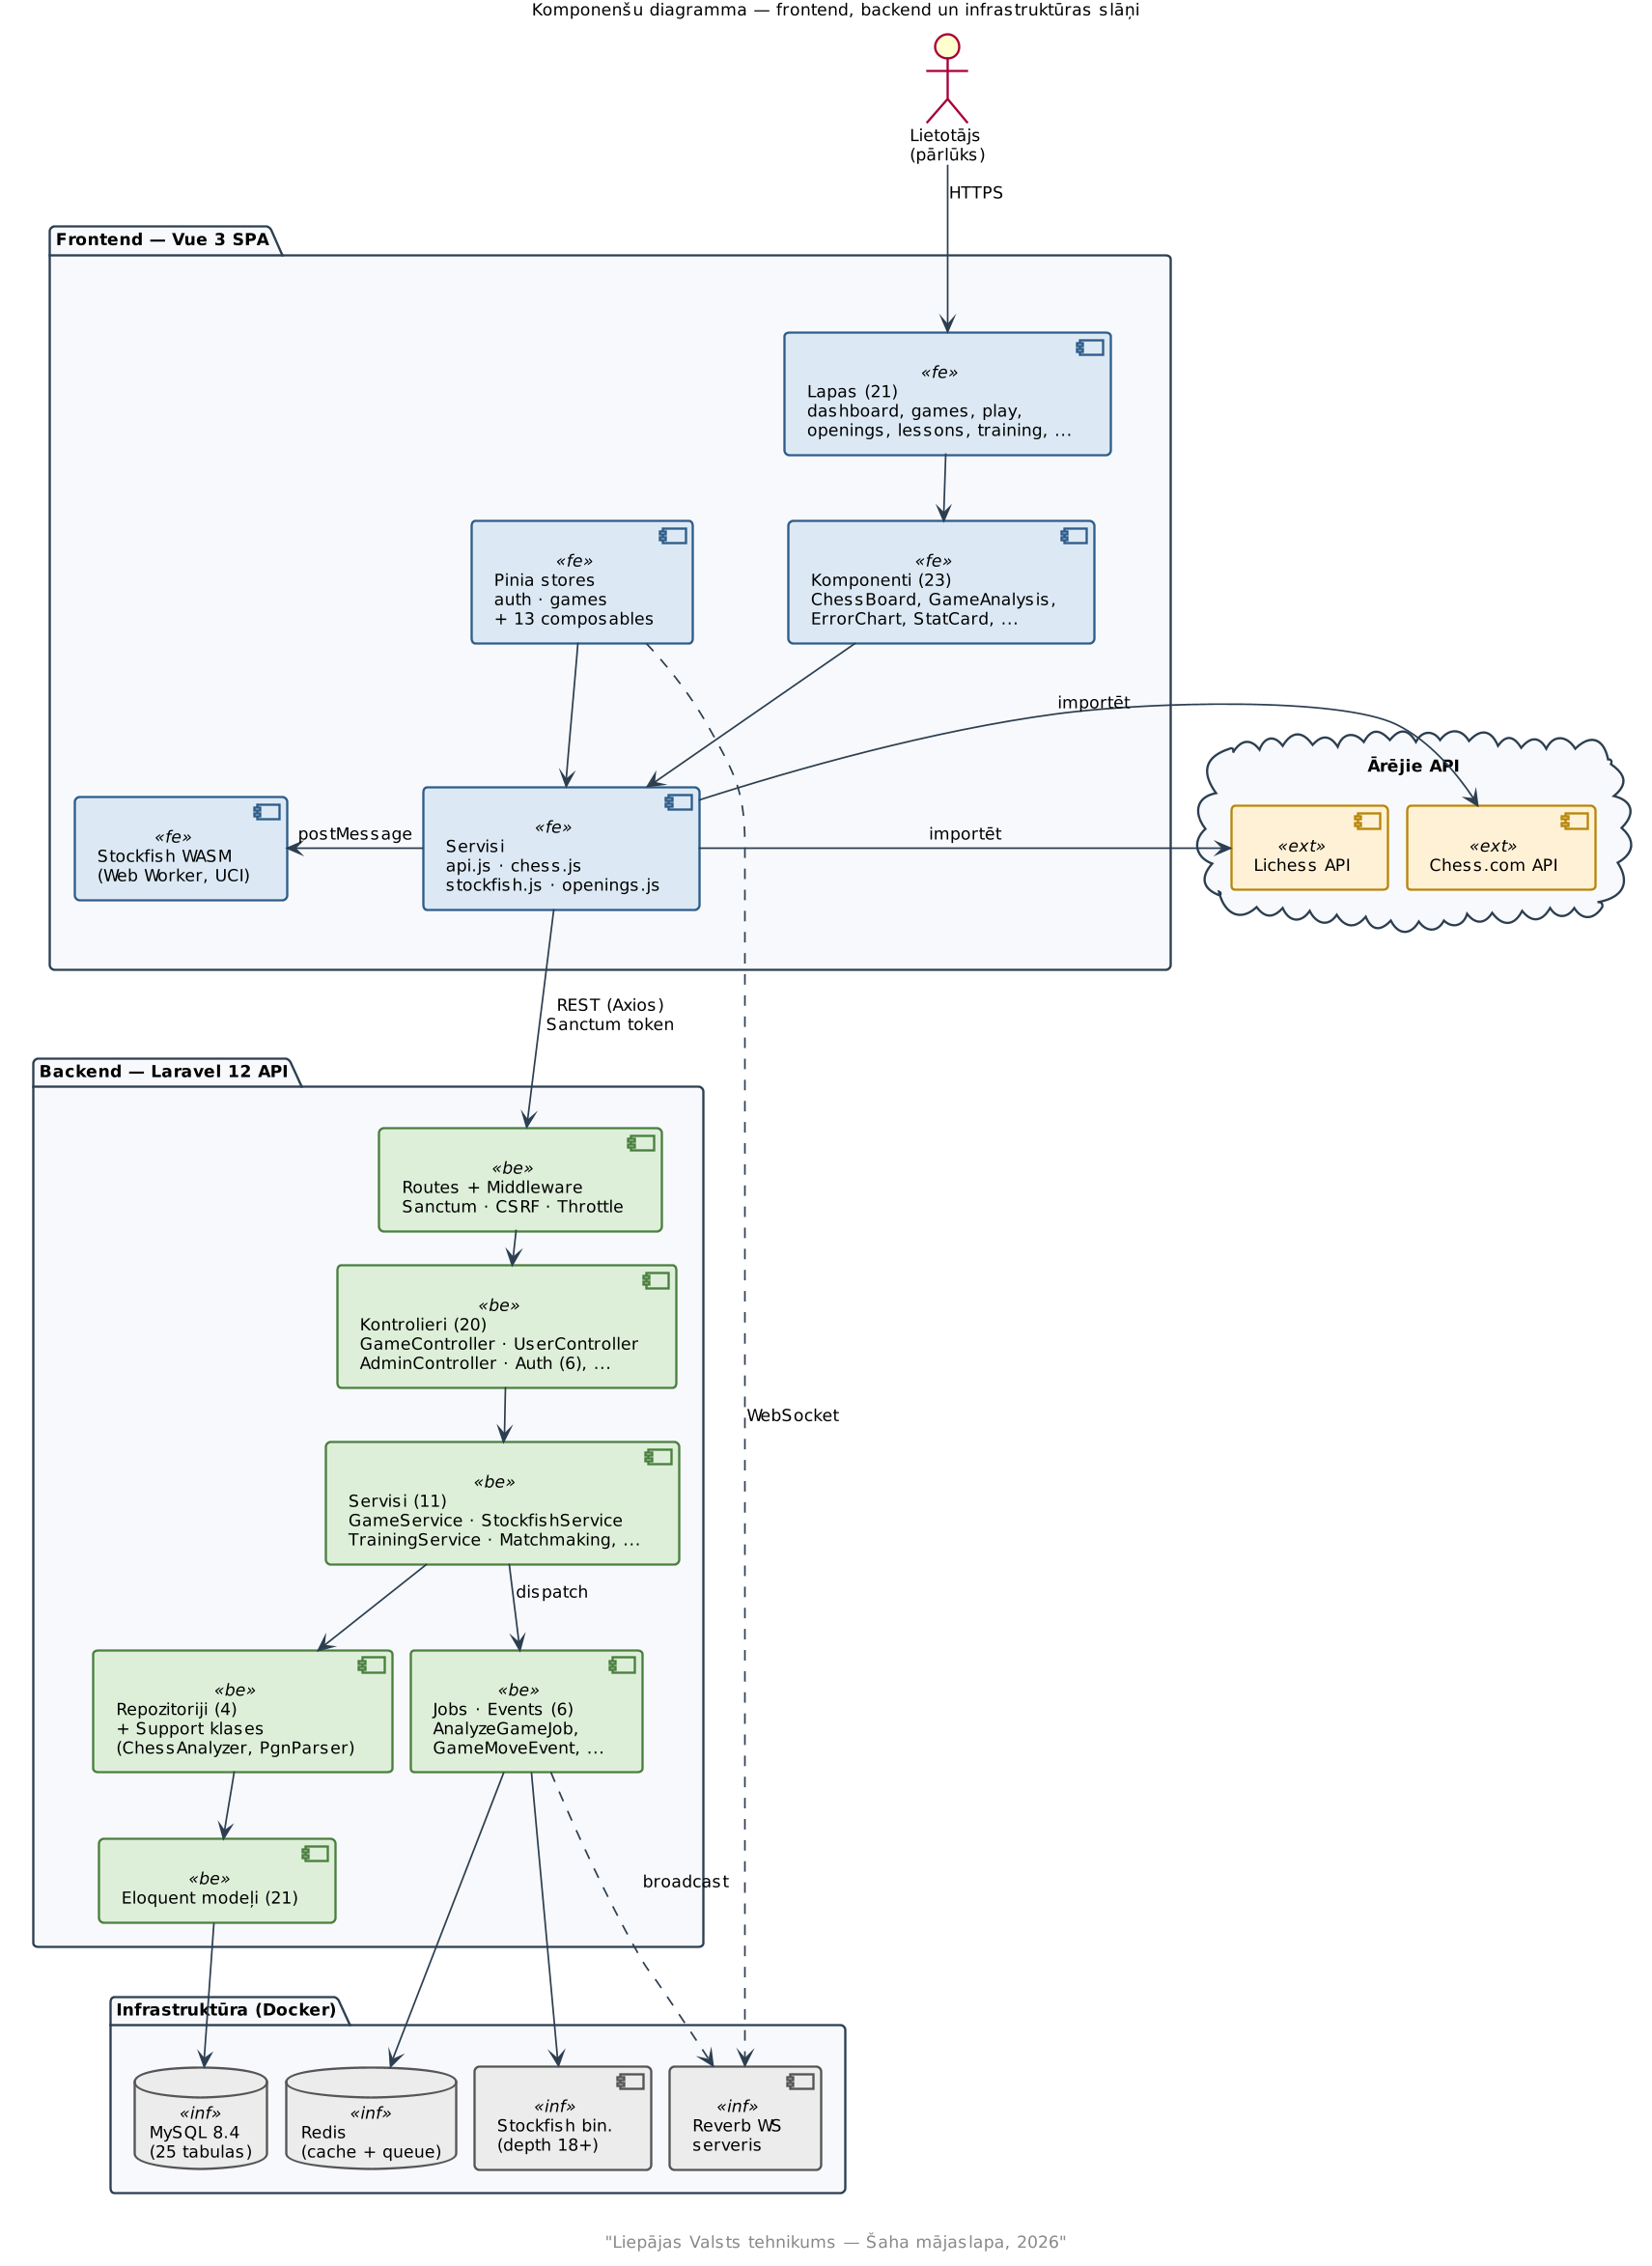 Komponenšu diagramma — frontend, backend un infrastruktūras slāņi
Lietotājs
(pārlūks)
HTTPS
Frontend — Vue 3 SPA
«fe»
Lapas (21)
dashboard, games, play,
openings, lessons, training, ...
«fe»
Pinia stores
auth · games
+ 13 composables
«fe»
Komponenti (23)
ChessBoard, GameAnalysis,
ErrorChart, StatCard, ...
importēt
Ārējie API
«fe»
Stockfish WASM
(Web Worker, UCI)
postMessage
«fe»
Servisi
api.js · chess.js
stockfish.js · openings.js
importēt
«ext»
Lichess API
«ext»
Chess.com API
REST (Axios)
Sanctum token
Backend — Laravel 12 API
«be»
Routes + Middleware
Sanctum · CSRF · Throttle
«be»
Kontrolieri (20)
GameController · UserController
AdminController · Auth (6), ...
WebSocket
«be»
Servisi (11)
GameService · StockfishService
TrainingService · Matchmaking, ...
dispatch
«be»
Repozitoriji (4)
+ Support klases
(ChessAnalyzer, PgnParser)
«be»
Jobs · Events (6)
AnalyzeGameJob,
GameMoveEvent, ...
«be»
Eloquent modeļi (21)
broadcast
Infrastruktūra (Docker)
«inf»
MySQL 8.4
(25 tabulas)
«inf»
Redis
(cache + queue)
«inf»
Stockfish bin.
(depth 18+)
«inf»
Reverb WS
serveris
"Liepājas Valsts tehnikums — Šaha mājaslapa, 2026"